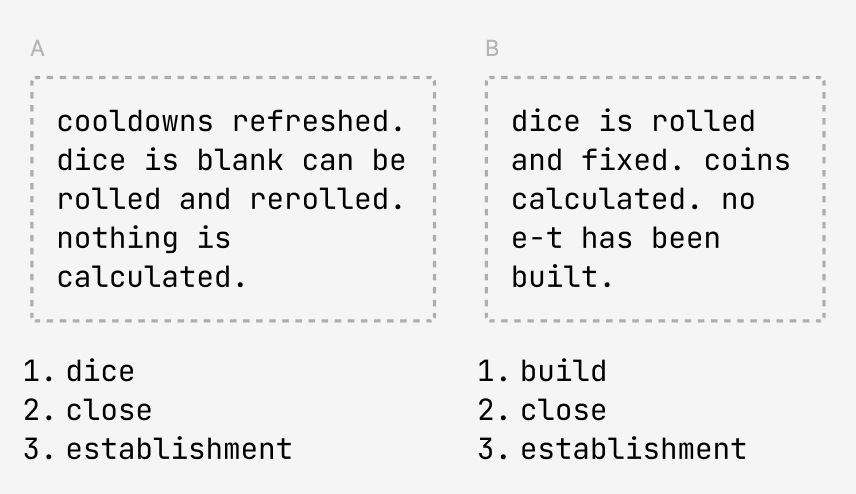 A
cooldowns refreshed.
dice is blank can be
rolled and rerolled.
nothing is
calculated.
1. dice
2. close
3. establishment
B
dice is rolled
and fixed. coins
calculated. no
e-t has been
built.
1. build
2. close
3. establishment